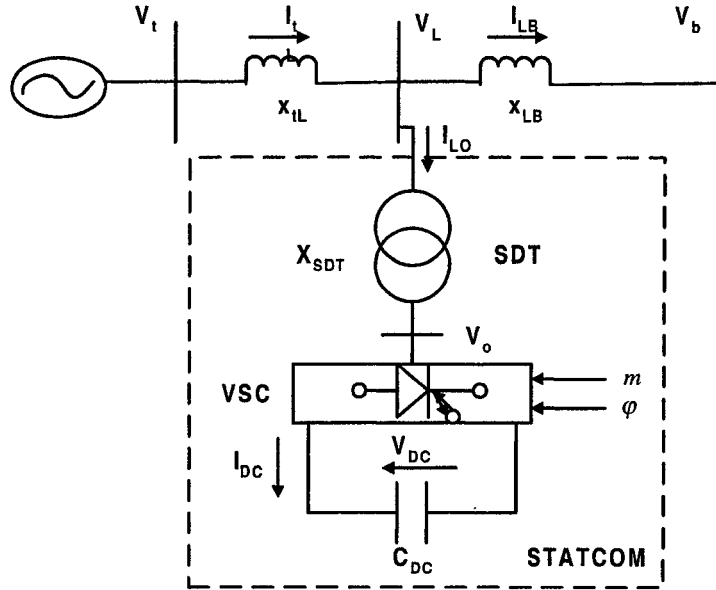 V_t I_t V_L I_LB V_b
x_tL x_LB
I_LO
X_SDT SDT
V_o
VSC m
φ
I_DC V_DC
C_DC STATCOM